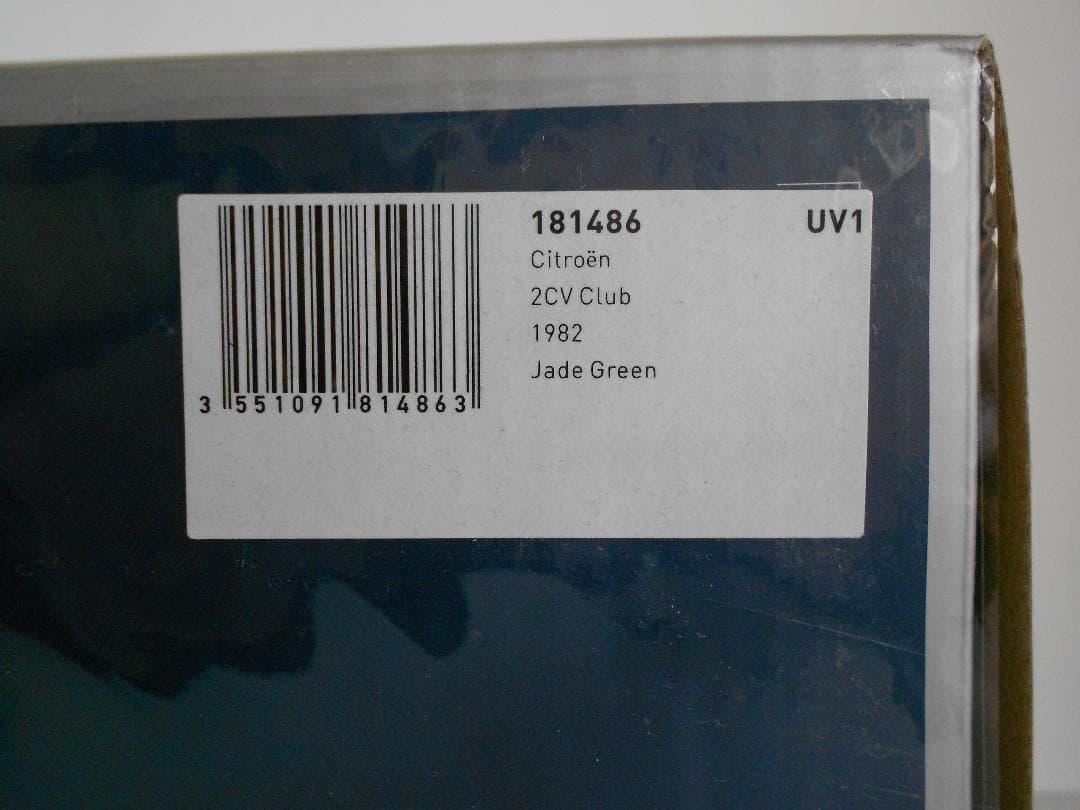 181486 UV1
Citroën
2CV Club
1982
Jade Green
3 551091 814863